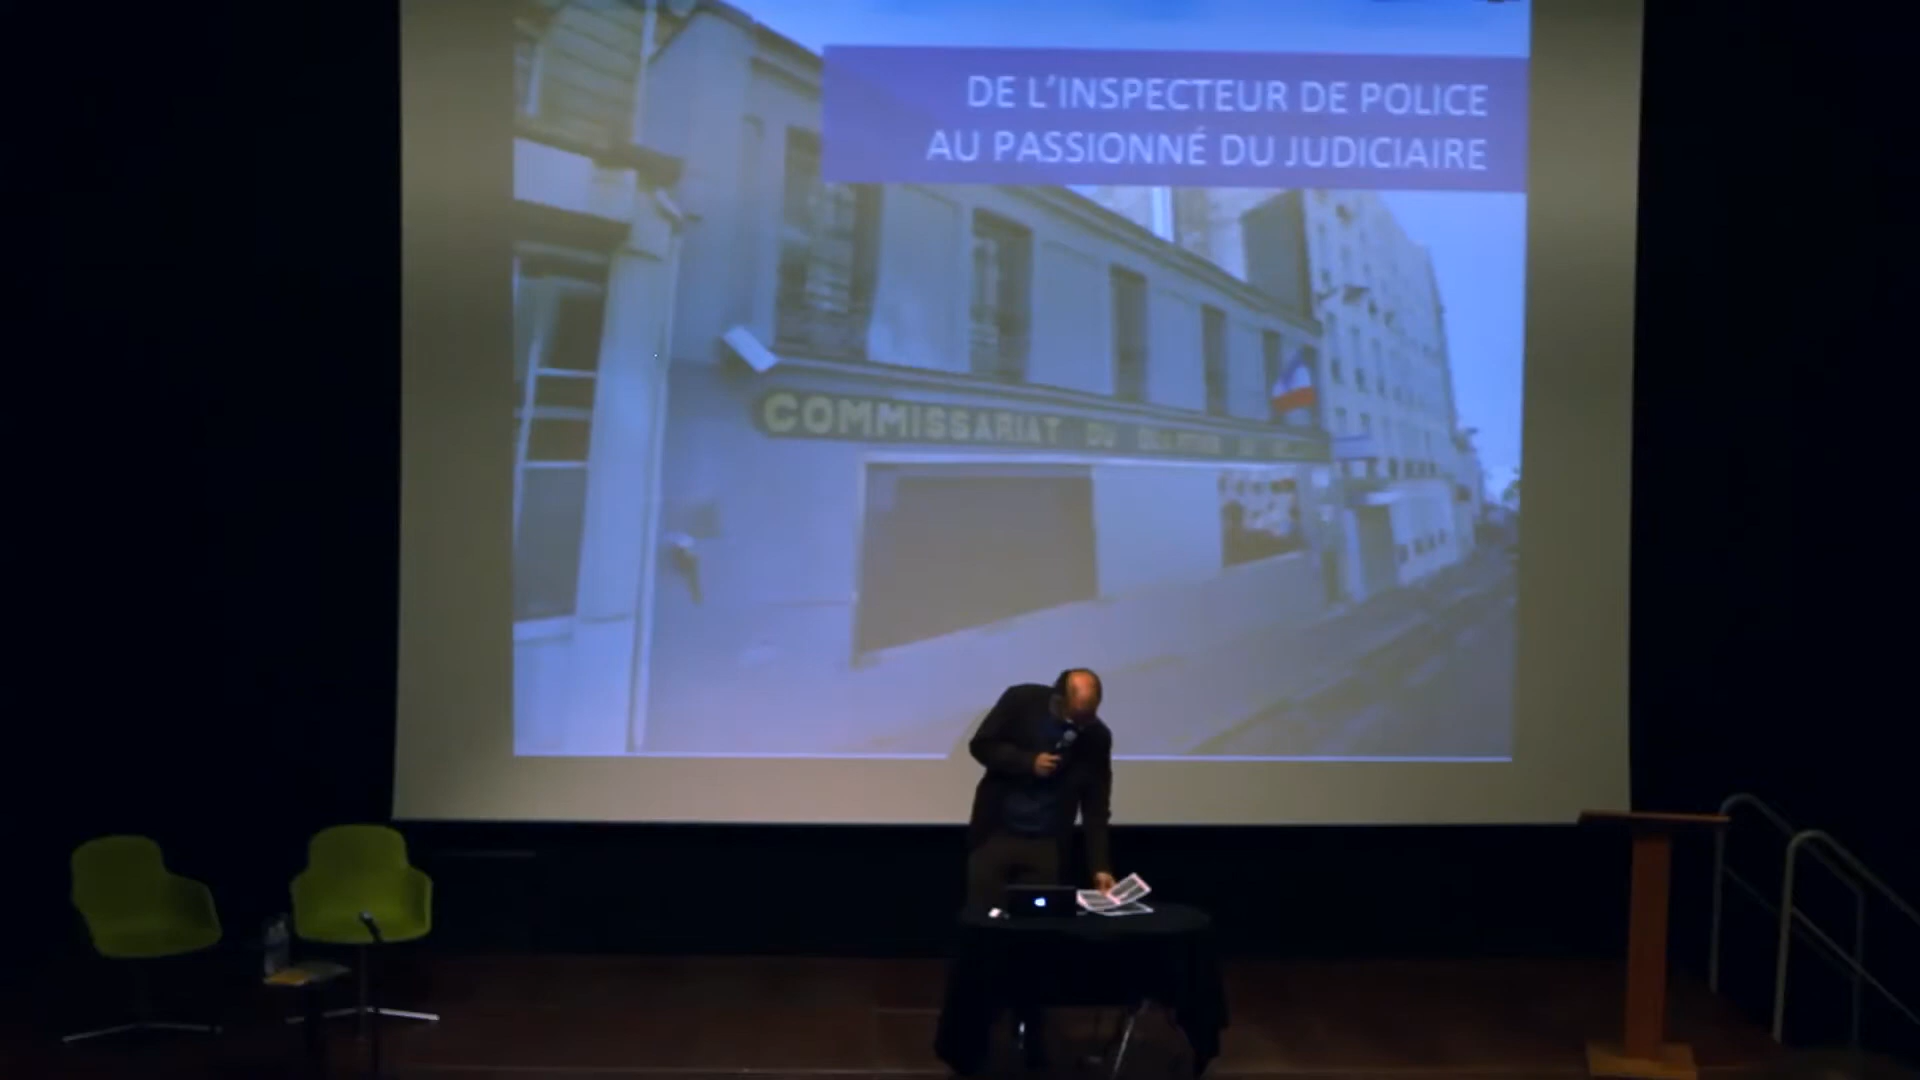 DE L'INSPECTEUR DE POLICE
AU PASSIONNÉ DU JUDICIAIRE
COMMISSARIAT DU